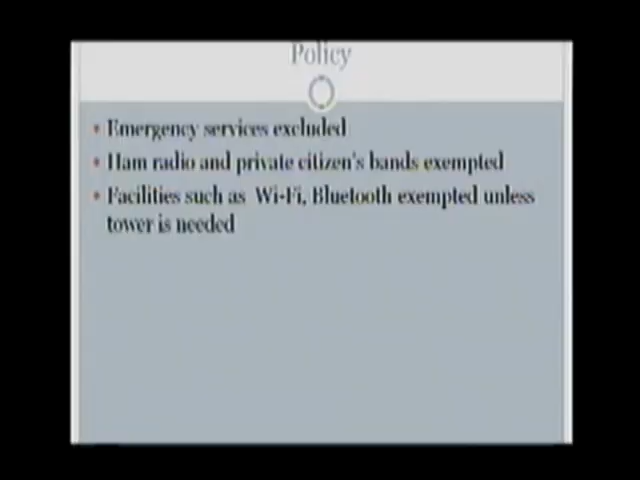 Policy
• Emergency services excluded
• Ham radio and private citizen's bands exempted
• Facilities such as Wi-Fi, Bluetooth exempted unless
tower is needed